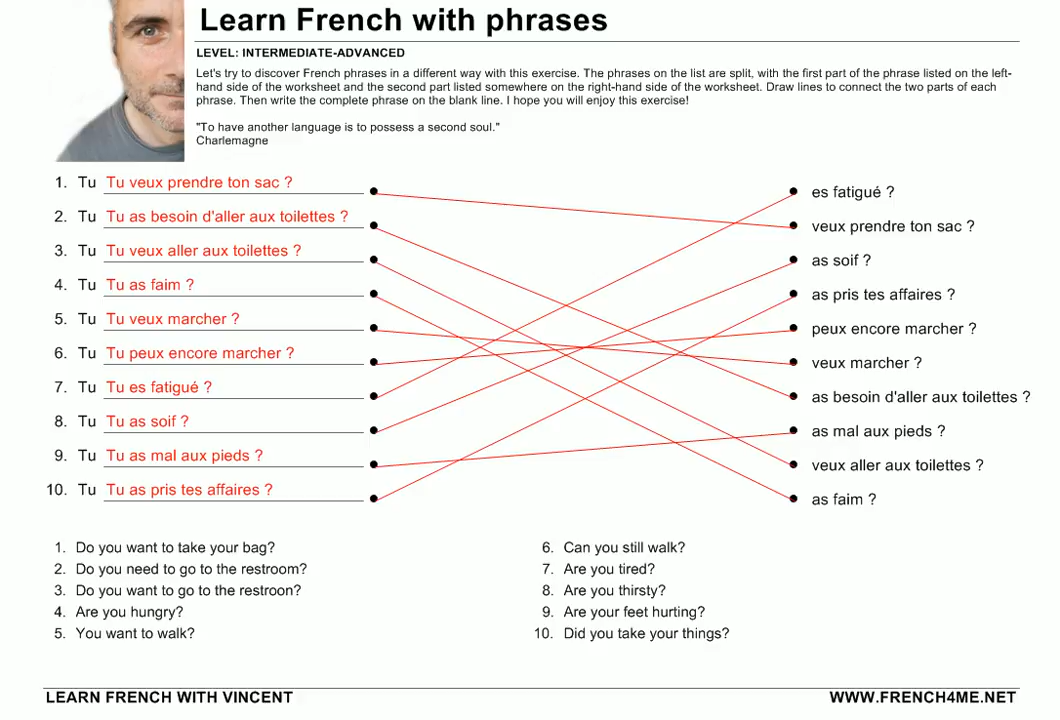 Learn French with phrases
LEVEL: INTERMEDIATE-ADVANCED
Let's try to discover French phrases in a different way with this exercise. The phrases on the list are split, with the first part of the phrase listed on the left-
hand side of the worksheet and the second part listed somewhere on the right-hand side of the worksheet. Draw lines to connect the two parts of each
phrase. Then write the complete phrase on the blank line. I hope you will enjoy this exercise!
"To have another language is to possess a second soul."
Charlemagne
1. Tu Tu veux prendre ton sac ?
2. Tu Tu as besoin d'aller aux toilettes ?
3. Tu Tu veux aller aux toilettes ?
4. Tu Tu as faim ?
5. Tu Tu veux marcher ?
6. Tu Tu peux encore marcher ?
7. Tu Tu es fatigué ?
8. Tu Tu as soif ?
9. Tu Tu as mal aux pieds ?
10. Tu Tu as pris tes affaires ?
es fatigué ?
veux prendre ton sac ?
as soif ?
as pris tes affaires ?
peux encore marcher ?
veux marcher ?
as besoin d'aller aux toilettes ?
as mal aux pieds ?
veux aller aux toilettes ?
as faim ?
1. Do you want to take your bag?
2. Do you need to go to the restroom?
3. Do you want to go to the restroon?
4. Are you hungry?
5. You want to walk?
6. Can you still walk?
7. Are you tired?
8. Are you thirsty?
9. Are your feet hurting?
10. Did you take your things?
LEARN FRENCH WITH VINCENT
WWW.FRENCH4ME.NET